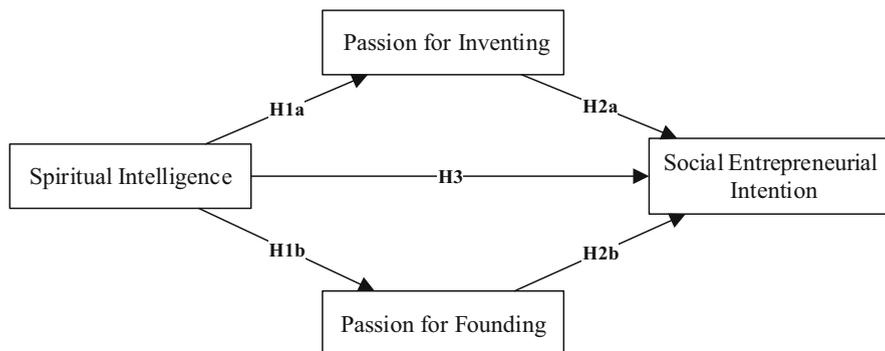 Passion for Inventing
H1a
H2a
Spiritual Intelligence
H3
Social Entrepreneurial
Intention
H1b
H2b
Passion for Founding